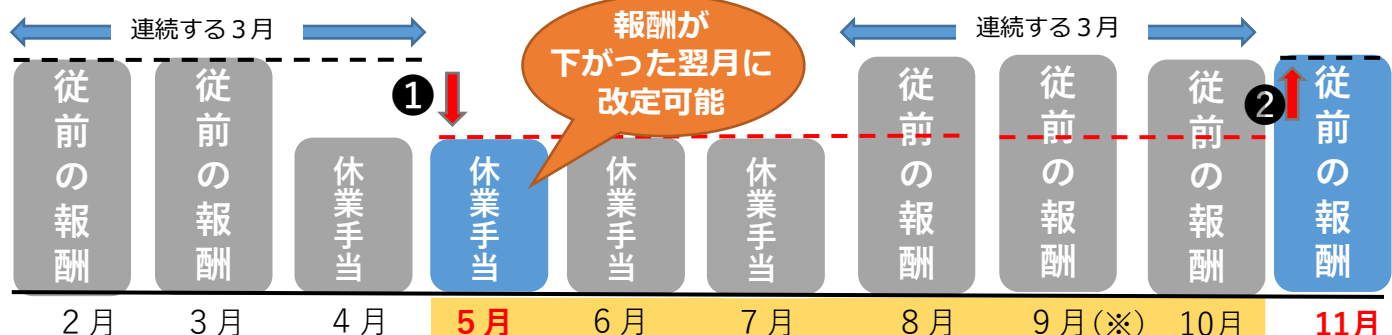 連続する３月
連続する３月
報酬が
下がった翌月に
改定可能
❶
❷
従前の報酬
従前の報酬
休業手当
休業手当
休業手当
休業手当
従前の報酬
従前の報酬
従前の報酬
従前の報酬
２月
３月
４月
５月
６月
７月
８月
９月(※)
10月
11月